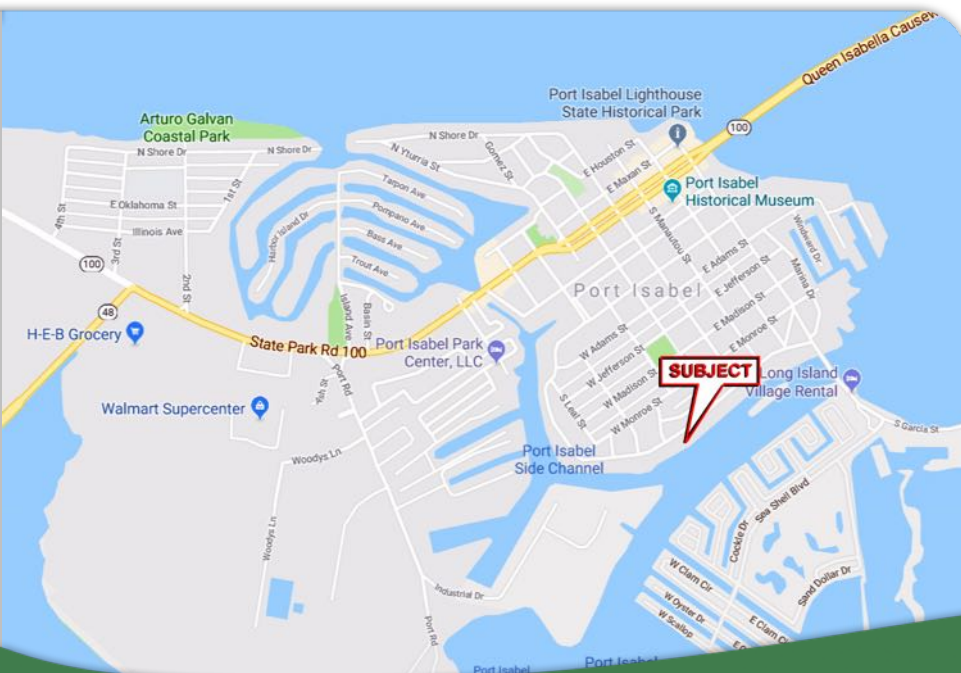 Queen Isabella Causew
Port Isabel Lighthouse
State Historical Park
100
Arturo Galvan
Coastal Park
N Shore Dr
N Shore Dr
N Shore Dr
N Yturria St
Gomez St
E Houston St
E Maxan St
Port Isabel
Historical Museum
1st St
Tarpon Ave
E Oklahoma St
4th St
Pompano Ave
Harbor Island Dr
S Manautou St
Windward Dr
Illinois Ave
3rd St
Bass Ave
E Adams St
100
Trout Ave
E Jefferson St
Marina Dr
2nd St
Port Isabel
48
Island Ave
Basin St
E Madison St
H-E-B Grocery
State Park Rd 100
Port Isabel Park
Center, LLC
W Adams St
E Monroe St
W Jefferson St
SUBJECT
Long Island
Village Rental
Port Rd
W Madison St
Walmart Supercenter
S Leal St
W Monroe St
S Garcia St
Woodys Ln
Port Isabel
Side Channel
Sea Shell Blvd
Woodys Ln
Cockle Dr
W Clam Cir
Sand Dollar Dr
Industrial Dr
W Oyster Dr
W Scallop
E Clam C
Port Rd
Port Isabel
Port Isabel